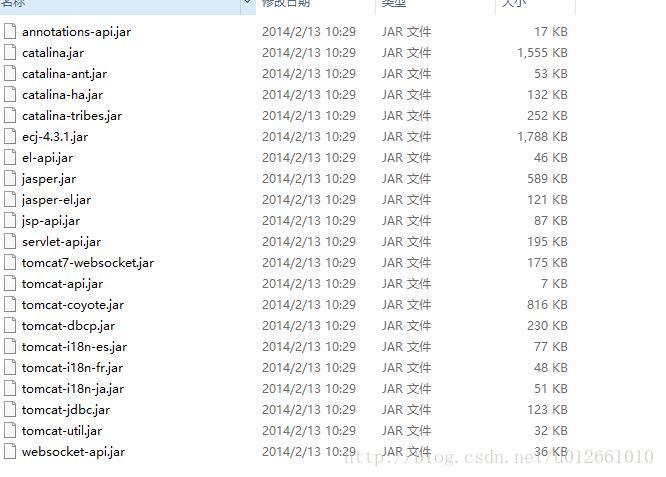 名称 修改日期 类型 大小
annotations-api.jar 2014/2/13 10:29 JAR 文件 17 KB
catalina.jar 2014/2/13 10:29 JAR 文件 1,555 KB
catalina-ant.jar 2014/2/13 10:29 JAR 文件 53 KB
catalina-ha.jar 2014/2/13 10:29 JAR 文件 132 KB
catalina-tribes.jar 2014/2/13 10:29 JAR 文件 252 KB
ecj-4.3.1.jar 2014/2/13 10:29 JAR 文件 1,788 KB
el-api.jar 2014/2/13 10:29 JAR 文件 46 KB
jasper.jar 2014/2/13 10:29 JAR 文件 589 KB
jasper-el.jar 2014/2/13 10:29 JAR 文件 121 KB
jsp-api.jar 2014/2/13 10:29 JAR 文件 87 KB
servlet-api.jar 2014/2/13 10:29 JAR 文件 195 KB
tomcat7-websocket.jar 2014/2/13 10:29 JAR 文件 175 KB
tomcat-api.jar 2014/2/13 10:29 JAR 文件 7 KB
tomcat-coyote.jar 2014/2/13 10:29 JAR 文件 816 KB
tomcat-dbcp.jar 2014/2/13 10:29 JAR 文件 230 KB
tomcat-i18n-es.jar 2014/2/13 10:29 JAR 文件 77 KB
tomcat-i18n-fr.jar 2014/2/13 10:29 JAR 文件 48 KB
tomcat-i18n-ja.jar 2014/2/13 10:29 JAR 文件 51 KB
tomcat-jdbc.jar 2014/2/13 10:29 JAR 文件 123 KB
tomcat-util.jar 2014/2/13 10:29 JAR 文件 32 KB
websocket-api.jar 2014/2/13 10:29 JAR 文件 36 KB
http://blog.csdn.net/u012661010